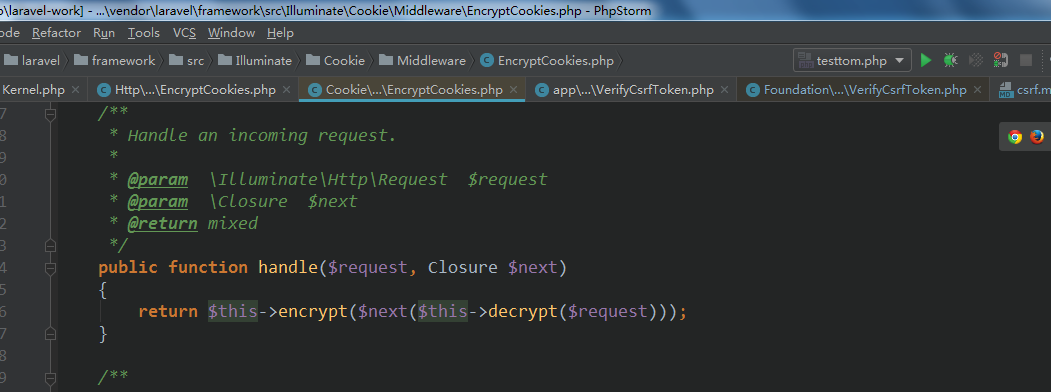 \laravel-work] - ...\vendor\laravel\framework\src\Illuminate\Cookie\Middleware\EncryptCookies.php - PhpStorm
ode Refactor Run Tools VCS Window Help
laravel framework src Illuminate Cookie Middleware EncryptCookies.php testtom.php
Kernel.php Http\...\EncryptCookies.php Cookie\...\EncryptCookies.php app\...\VerifyCsrfToken.php Foundation\...\VerifyCsrfToken.php csrf.m
7 /**
8 * Handle an incoming request.
9 *
0 * @param \Illuminate\Http\Request $request
1 * @param \Closure $next
2 * @return mixed
3 */
4 public function handle($request, Closure $next)
5 {
6 return $this->encrypt($next($this->decrypt($request)));
7 }
8
9 /**